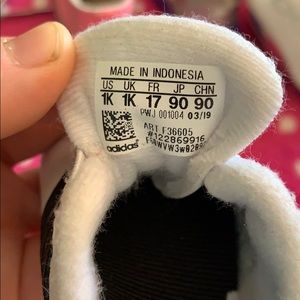 MADE IN INDONESIA
US UK FR JP CHN
1K 1K 17 90 90
PWJ 001004 03/19
ART F36605
#122869916
adidas